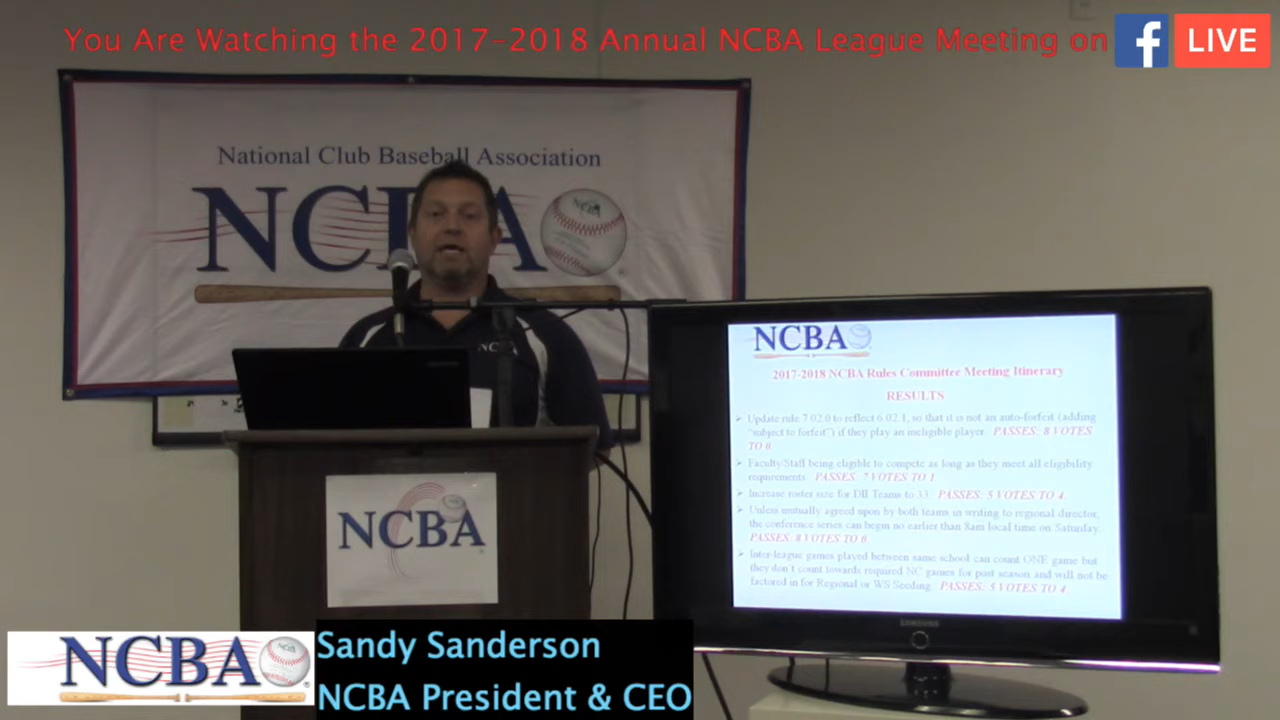 You Are Watching the 2017-2018 Annual NCBA League Meeting on f LIVE
National Club Baseball Association
NCBA
NCBA
NCBA
2017-2018 NCBA Rules Committee Meeting Itinerary
RESULTS
Update rule 7.02.0 to reflect 6.02.1, so that it is not an auto-forfeit (adding
"subject to forfeit") if they play an ineligible player. PASSES: 8 VOTES
TO 0
Faculty/Staff being eligible to compete as long as they meet all eligibility
requirements. PASSES: 7 VOTES TO 1
Increase roster size for DII Teams to 33. PASSES: 5 VOTES TO 4
Unless mutually agreed upon by both teams in writing to regional director,
the conference series can begin no earlier than 8am local time on Saturday.
PASSES: 8 VOTES TO 0
Inter-league games played between same school can count ONE game but
they don't count towards required NC games for post season and will not be
factored in for Regional or WS Seeding. PASSES: 5 VOTES TO 4
NCBA
SAMSUNG
NCBA
Sandy Sanderson
NCBA President & CEO